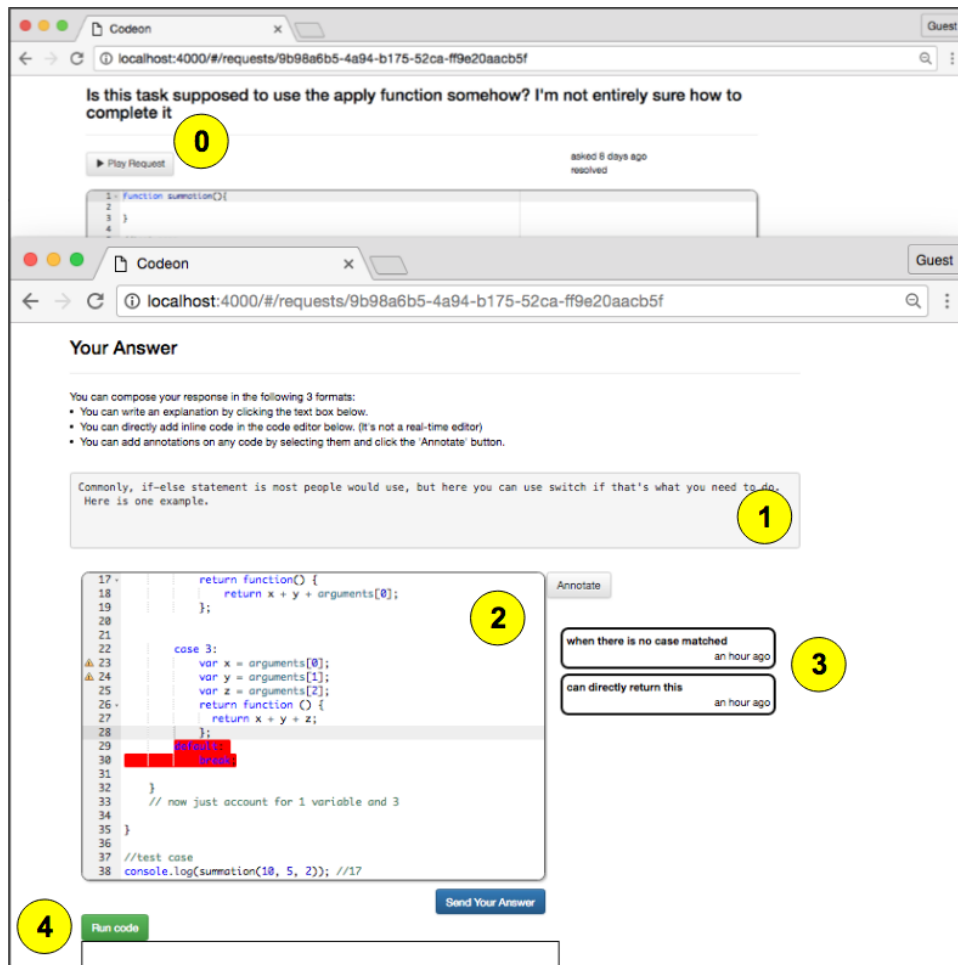 Codeon
Guest
localhost:4000/#/requests/9b98a6b5-4a94-b175-52ca-ff9e20aacb5f
Is this task supposed to use the apply function somehow? I'm not entirely sure how to
complete it
0
Play Request
asked 8 days ago
resolved
1 function summation(){
2
3 }
4
Codeon
Guest
localhost:4000/#/requests/9b98a6b5-4a94-b175-52ca-ff9e20aacb5f
Your Answer
You can compose your response in the following 3 formats:
• You can write an explanation by clicking the text box below.
• You can directly add inline code in the code editor below. (It's not a real-time editor)
• You can add annotations on any code by selecting them and click the 'Annotate' button.
Commonly, if-else statement is most people would use, but here you can use switch if that's what you need to do.
Here is one example.
1
17 return function() {
18 return x + y + arguments[0];
19 };
20
21
22 case 3:
23 var x = arguments[0];
24 var y = arguments[1];
25 var z = arguments[2];
26 return function () {
27 return x + y + z;
28 };
29 default:
30 break;
31
32 }
33 // now just account for 1 variable and 3
34
35 }
36
37 //test case
38 console.log(summation(10, 5, 2)); //17
2
Annotate
when there is no case matched
an hour ago
can directly return this
an hour ago
3
Send Your Answer
4
Run code